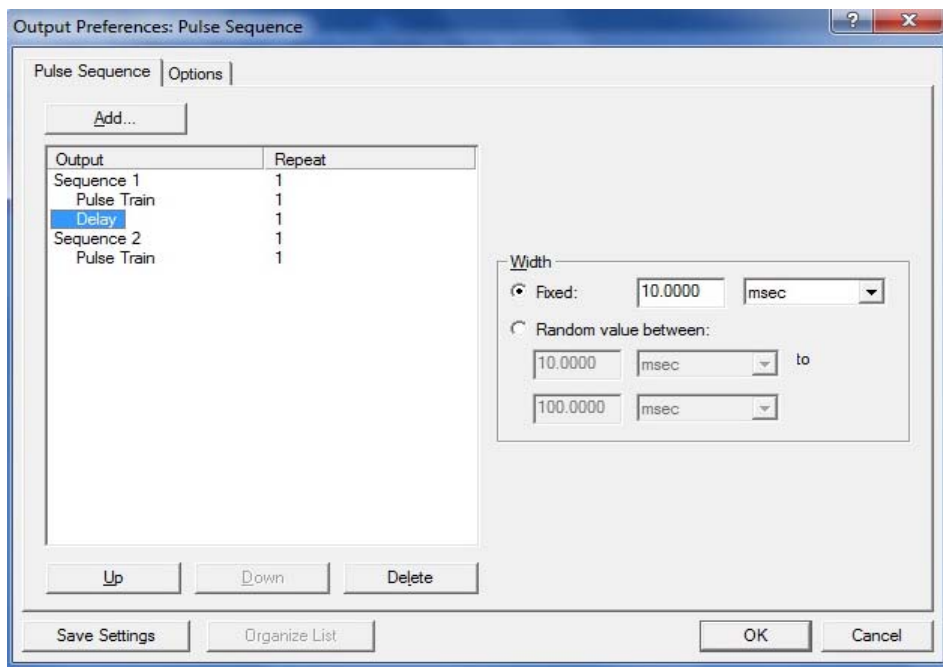 Output Preferences: Pulse Sequence
? X
Pulse Sequence Options
Add...
Output Repeat
Sequence 1 1
Pulse Train 1
Delay 1
Sequence 2 1
Pulse Train 1
Width
Fixed: 10.0000 msec
Random value between:
10.0000 msec to
100.0000 msec
Up Down Delete
Save Settings Organize List OK Cancel